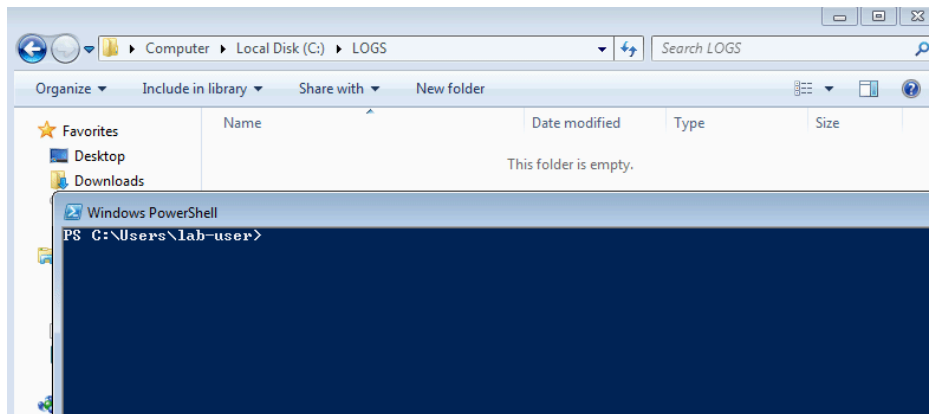 Computer Local Disk (C:) LOGS Search LOGS
Organize Include in library Share with New folder
Favorites Name Date modified Type Size
Desktop This folder is empty.
Downloads
Windows PowerShell
PS C:\Users\lab-user>